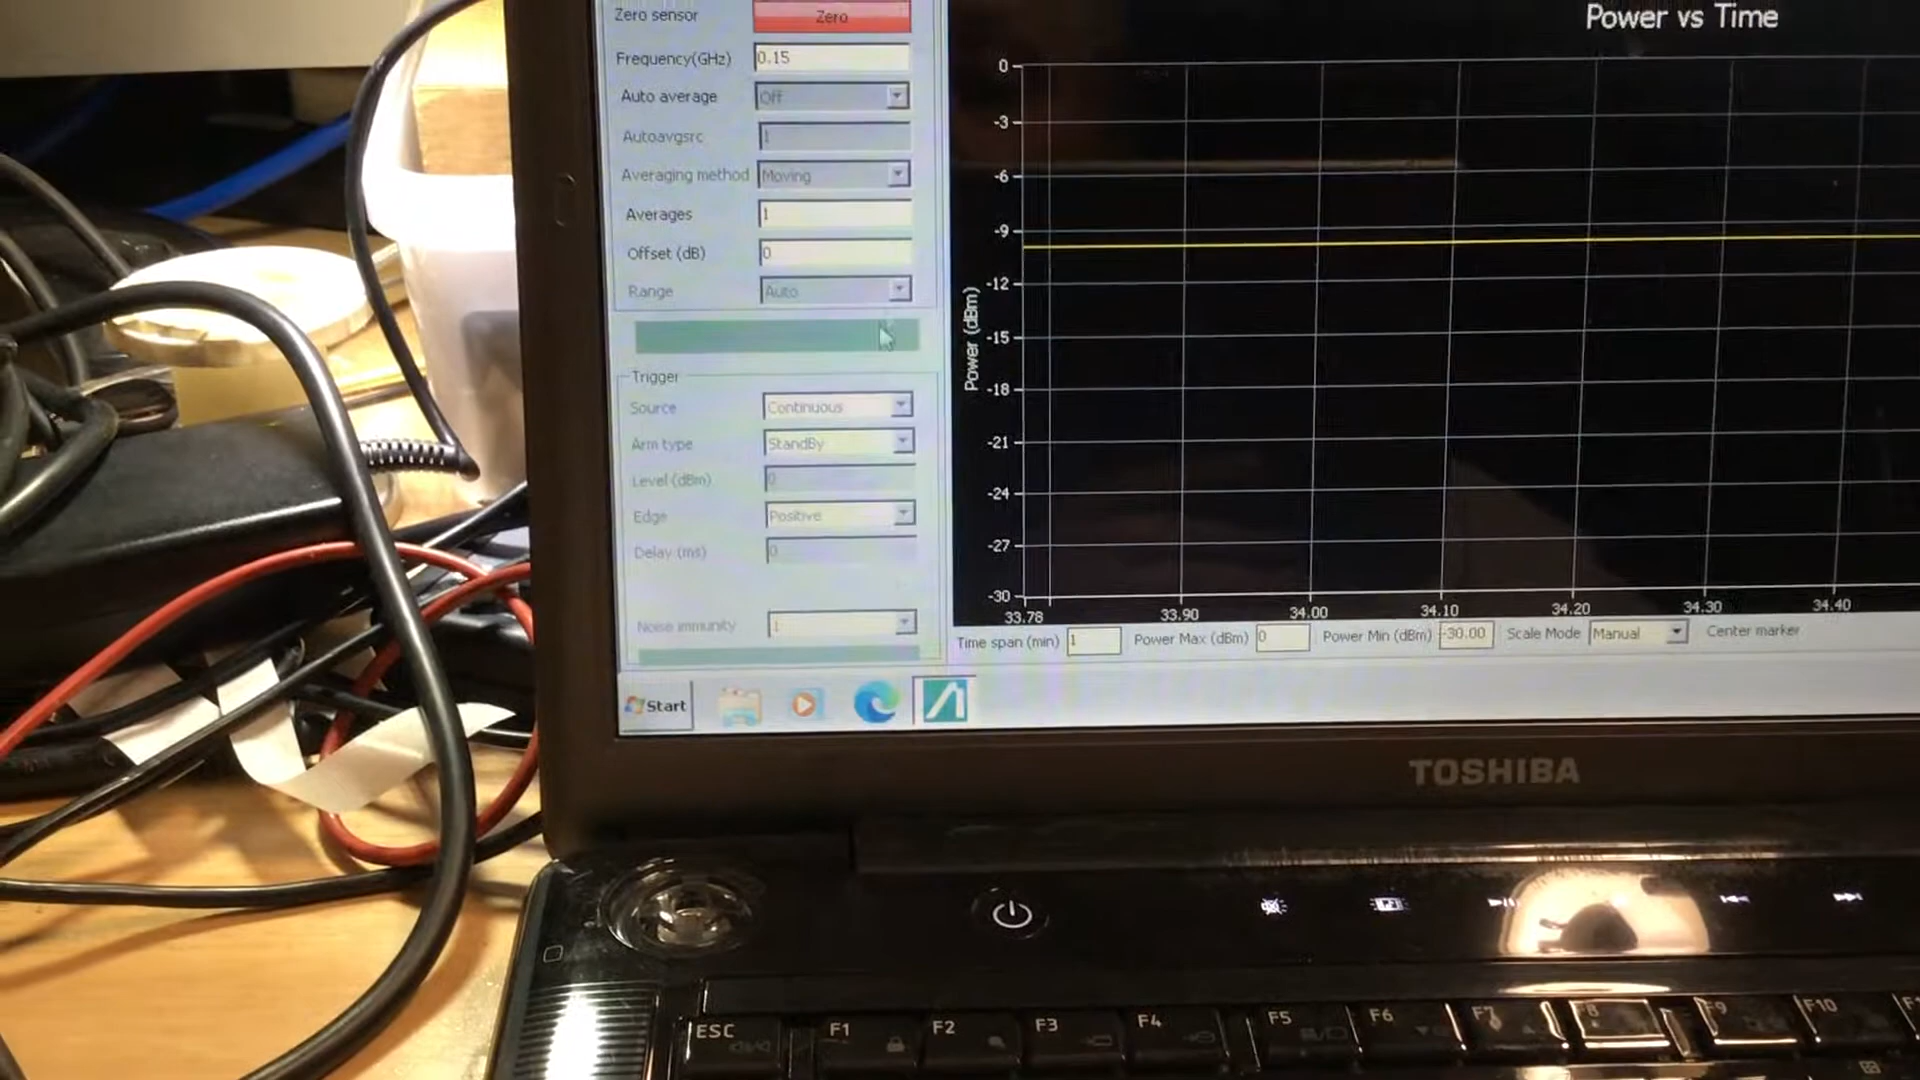 Zero sensor Zero
Frequency(GHz) 0.15
Auto average Off
Autoavgsrc 1
Averaging method Moving
Averages 1
Offset (dB) 0
Range Auto
Trigger
Source Continuous
Arm type StandBy
Level (dBm) 0
Edge Positive
Delay (ms) 0
Noise immunity 1
Power vs Time
Power (dBm)
0
-3
-6
-9
-12
-15
-18
-21
-24
-27
-30
33.78 33.90 34.00 34.10 34.20 34.30 34.40
Time span (min) 1 Power Max (dBm) 0 Power Min (dBm) -30.00 Scale Mode Manual Center marker
Start
TOSHIBA
ESC F1 F2 F3 F4 F5 F6 F7 F8 F9 F10